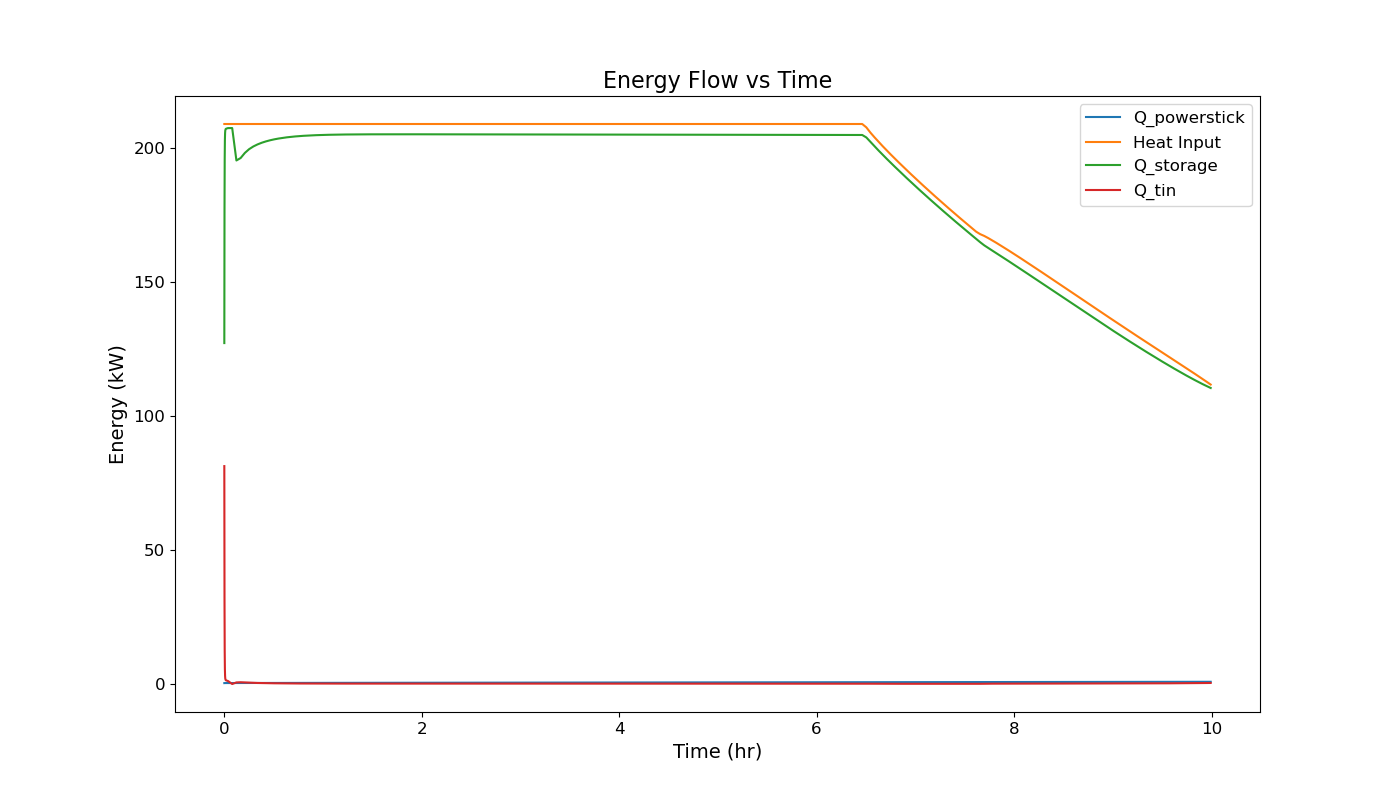 Energy Flow vs Time
Q_powerstick
Heat Input
Q_storage
Q_tin
200
150
100
50
0
Energy (kW)
0 2 4 6 8 10
Time (hr)